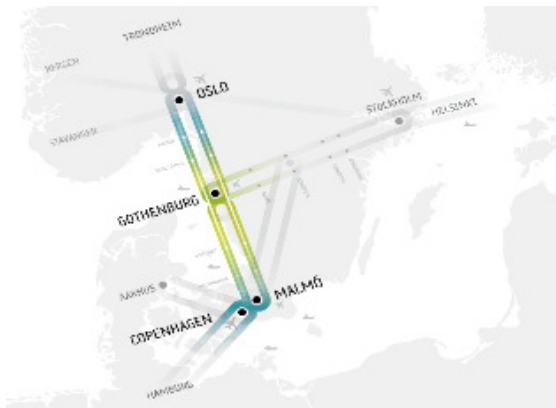 TRONDHEIM
BERGEN
OSLO
STAVANGER
STOCKHOLM
HELSINKI
GOTHENBURG
AARHUS
MALMÖ
COPENHAGEN
HAMBURG